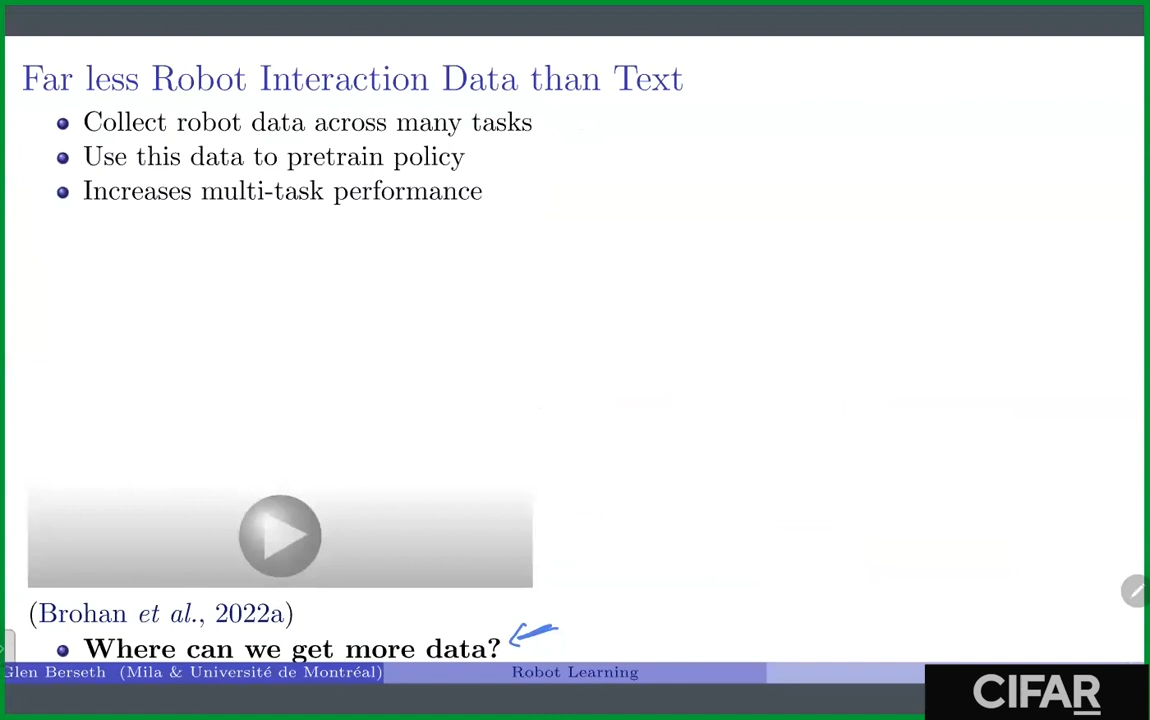 Far less Robot Interaction Data than Text
Collect robot data across many tasks
Use this data to pretrain policy
Increases multi-task performance
(Brohan et al., 2022a)
Where can we get more data?
Glen Berseth (Mila & Université de Montréal)
Robot Learning
CIFAR